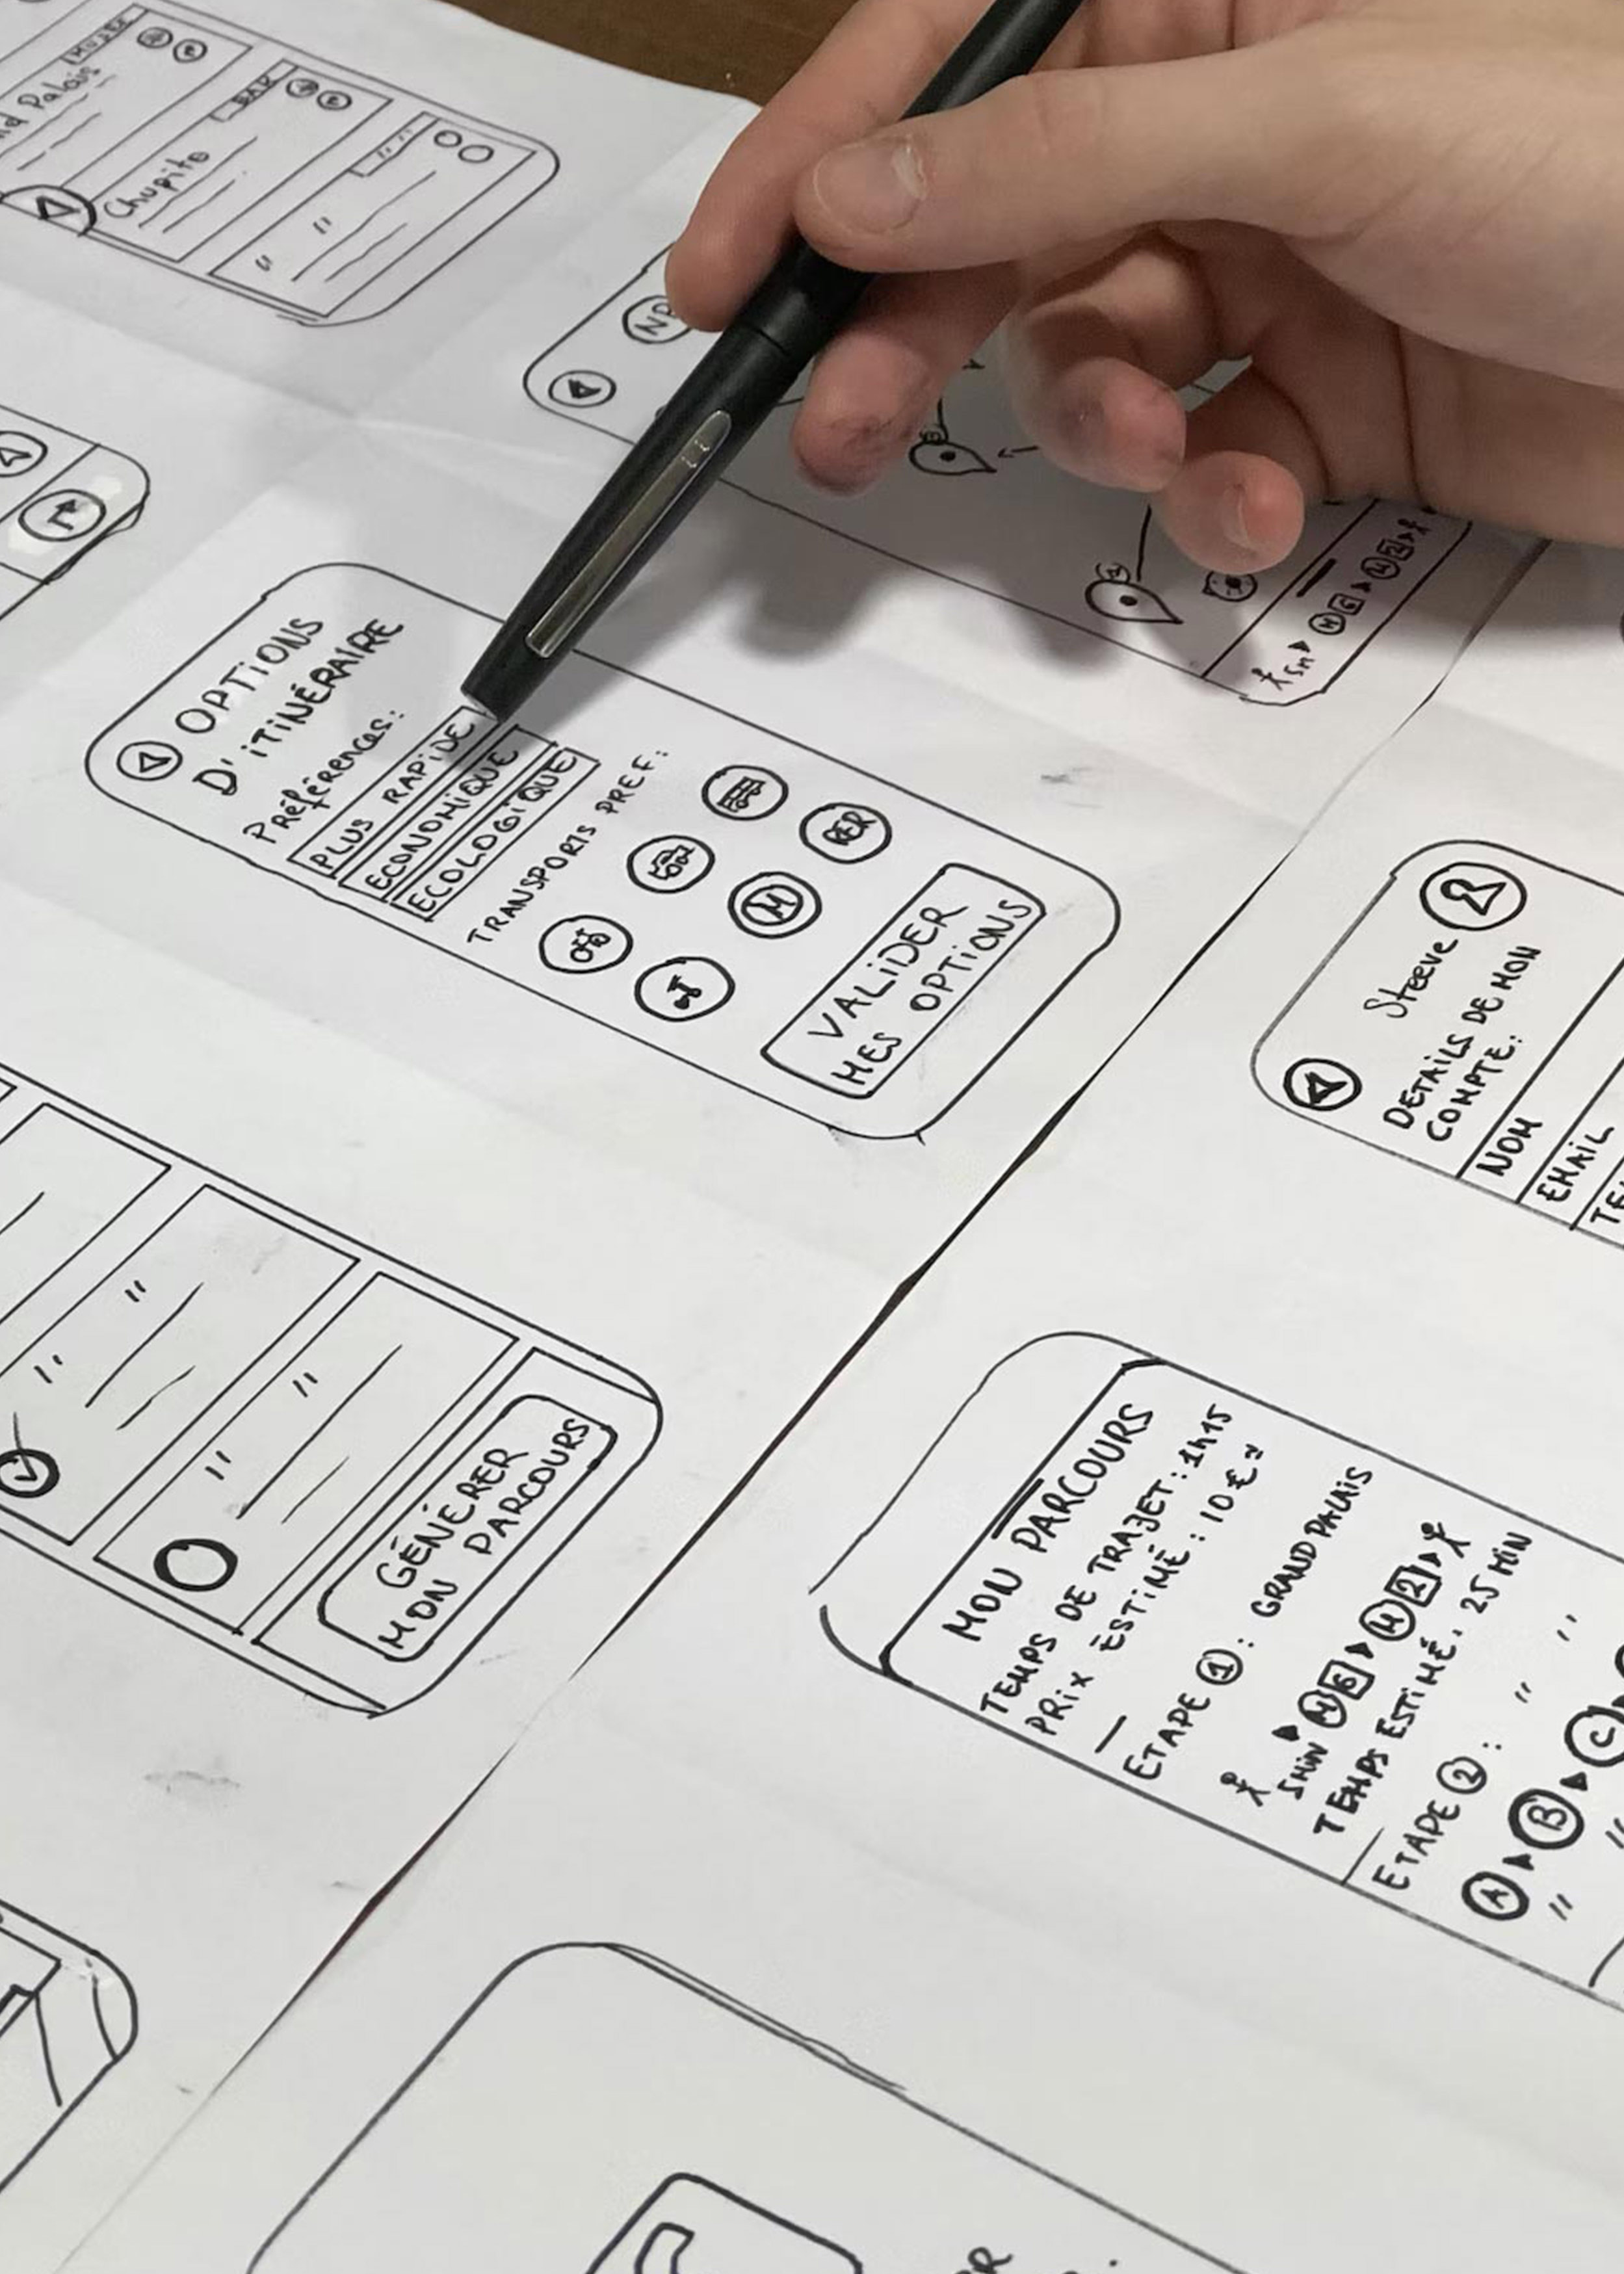 MUSÉE
nd Palais
BAR
Chupito
OPTIONS
D'ITINÉRAIRE
Préférences:
PLUS RAPIDE
ECONOMIQUE
ECOLOGIQUE
TRANSPORTS PREF:
RER
M
VALIDER
MES OPTIONS
5M M 6 M 2
Steeve
DETAILS DE MON
COMPTE:
NOM
EMAIL
GÉNÉRER
MON PARCOURS
MON PARCOURS
TEMPS DE TRAJET: 1h15
PRIX ESTIMÉ: 10€
ETAPE 1: GRAND PALAIS
5MIN M 6 M 2
TEMPS ESTIMÉ: 25 MIN
ETAPE 2: " "
A B C
" "
ER